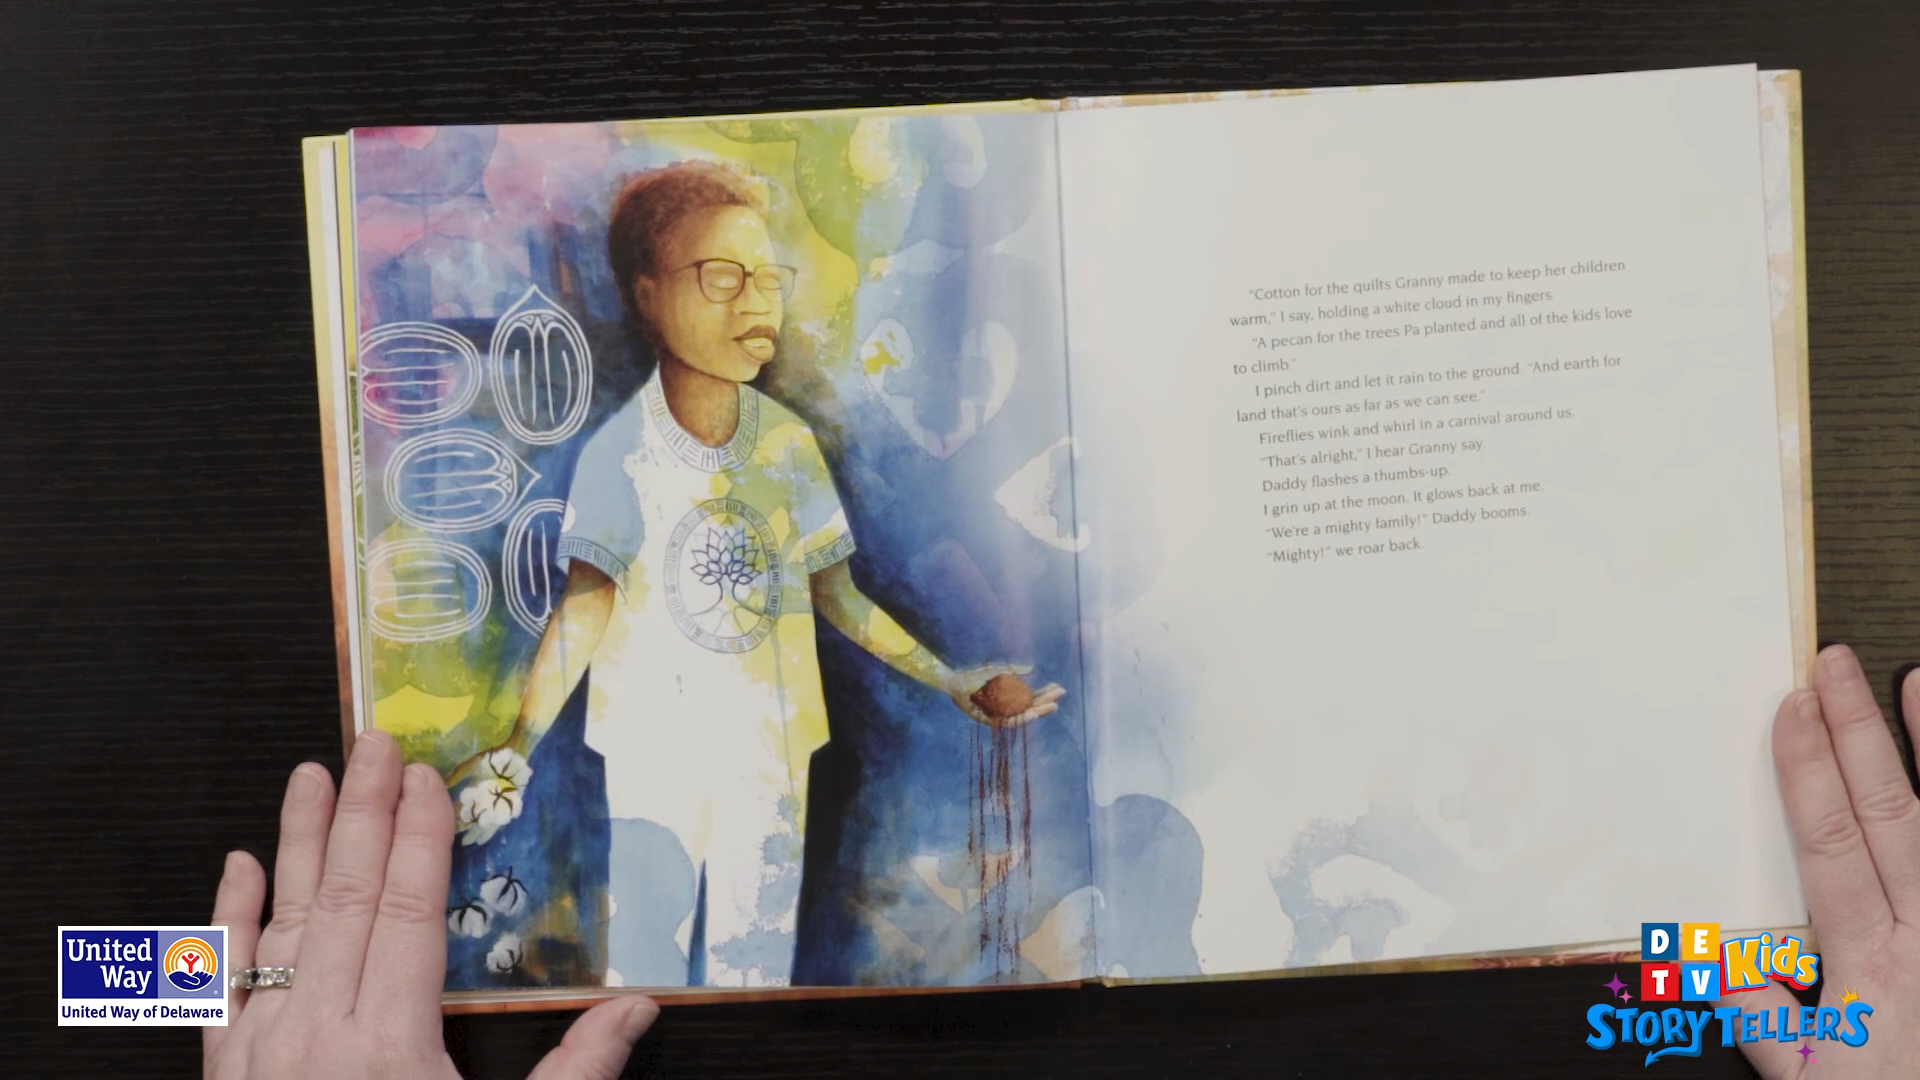 "Cotton for the quilts Granny made to keep her children
warm," I say, holding a white cloud in my fingers.
"A pecan for the trees Pa planted and all of the kids love
to climb."
I pinch dirt and let it rain to the ground. "And earth for
land that's ours as far as we can see."
Fireflies wink and whirl in a carnival around us.
"That's alright," I hear Granny say.
Daddy flashes a thumbs-up.
I grin up at the moon. It glows back at me.
"We're a mighty family!" Daddy booms.
"Mighty!" we roar back.
United
Way
United Way of Delaware
DE
TV Kids
STORYTELLERS